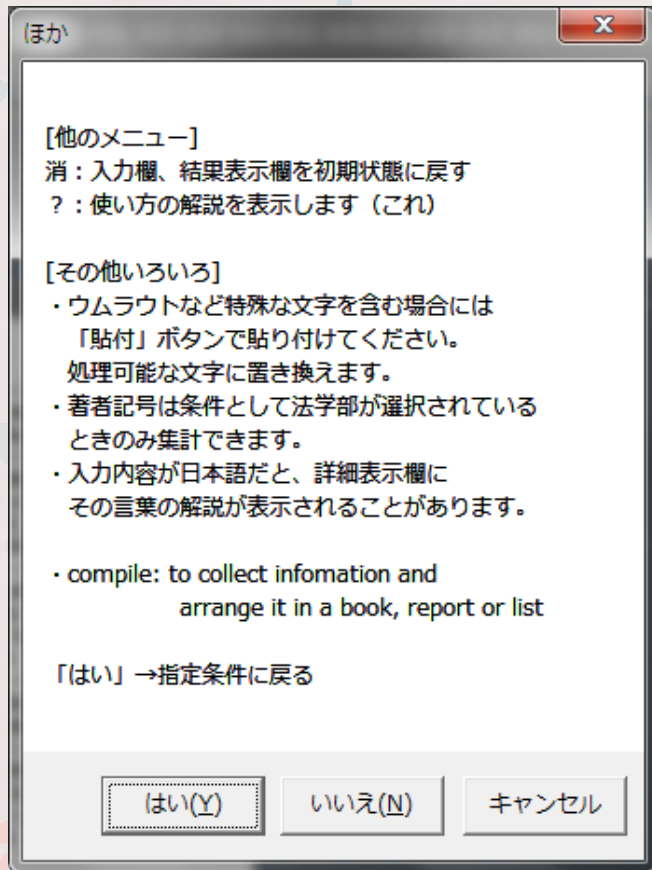 ほか
[他のメニュー]
消：入力欄、結果表示欄を初期状態に戻す
？：使い方の解説を表示します（これ）
[その他いろいろ]
・ウムラウトなど特殊な文字を含む場合には
「貼付」ボタンで貼り付けてください。
処理可能な文字に置き換えます。
・著者記号は条件として法学部が選択されている
ときのみ集計できます。
・入力内容が日本語だと、詳細表示欄に
その言葉の解説が表示されることがあります。
・compile: to collect infomation and
arrange it in a book, report or list
「はい」→指定条件に戻る
はい(Y) いいえ(N) キャンセル